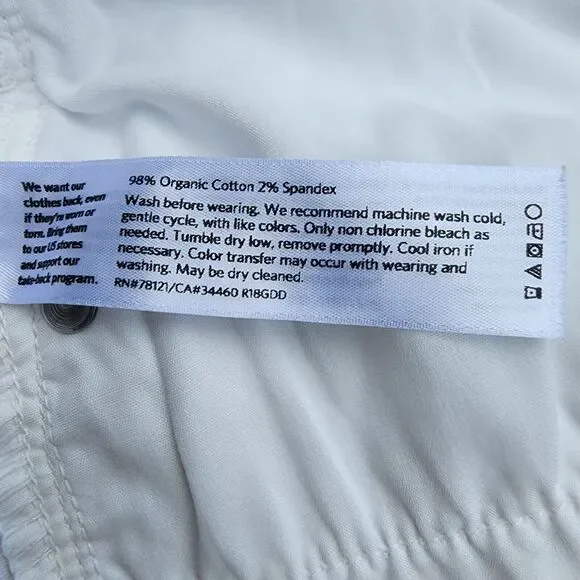 We want our
clothes back, even
if they're worn or
torn. Bring them
to our US stores
and support our
take-back program.
98% Organic Cotton 2% Spandex
Wash before wearing. We recommend machine wash cold,
gentle cycle, with like colors. Only non chlorine bleach as
needed. Tumble dry low, remove promptly. Cool iron if
necessary. Color transfer may occur with wearing and
washing. May be dry cleaned.
RN#78121/CA#34460 R18GDD